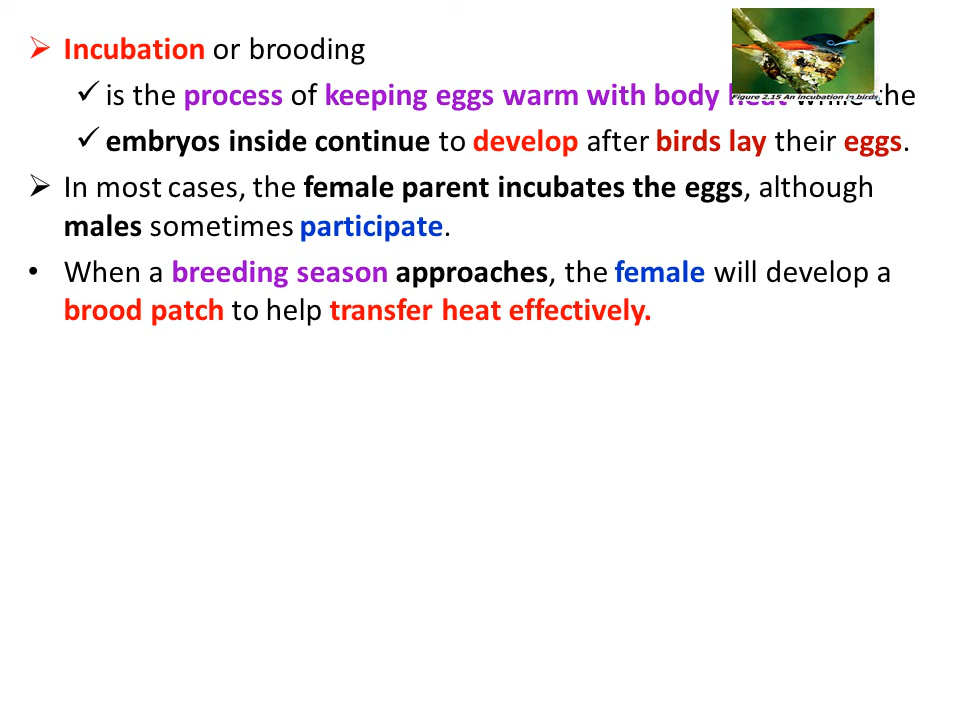 ➢ Incubation or brooding
✓ is the process of keeping eggs warm with body heat while the
✓ embryos inside continue to develop after birds lay their eggs.
➢ In most cases, the female parent incubates the eggs, although
males sometimes participate.
• When a breeding season approaches, the female will develop a
brood patch to help transfer heat effectively.
Figure 2.15 An incubation in birds